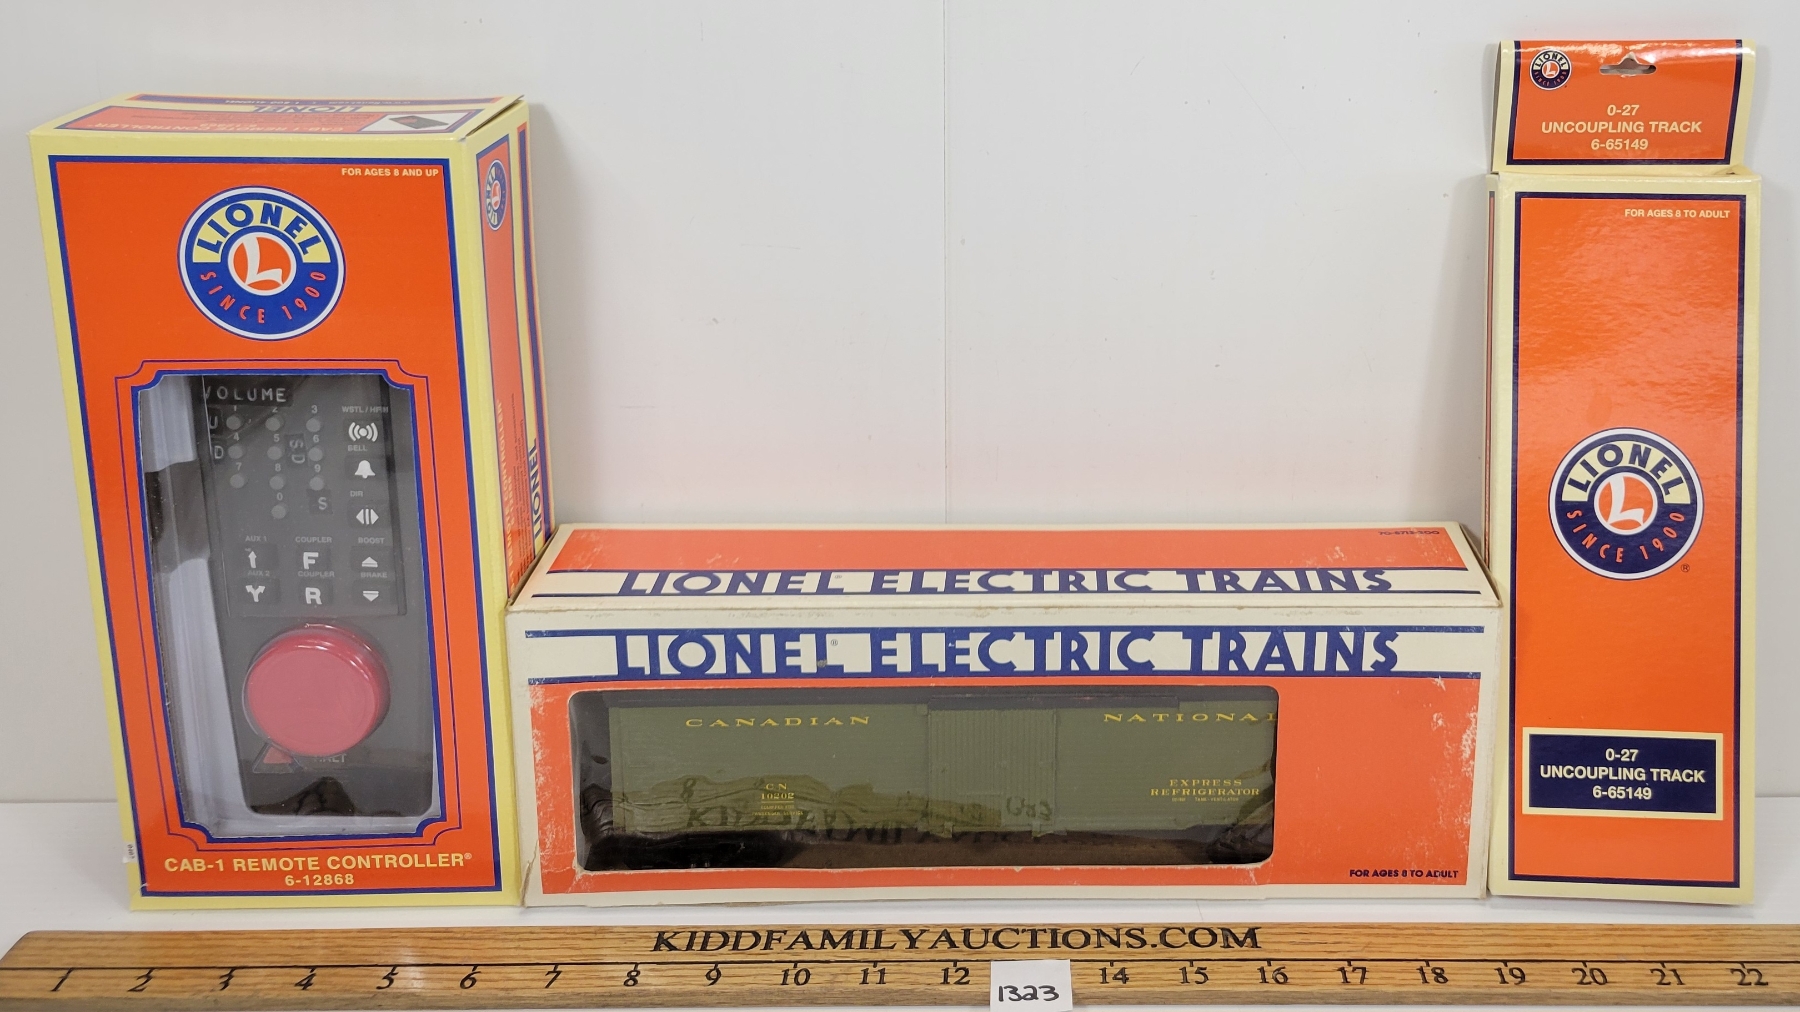 FOR AGES 8 AND UP
LIONEL
L
SINCE 1900
VOLUME
1 2 3
WSTL / HRN
U
4 5 6
BELL
D
SD
7 8 9
0
S
DIR
AUX 1 COUPLER BOOST
F
AUX 2 COUPLER BRAKE
R
CAB-1 REMOTE CONTROLLER®
6-12868
LIONEL
LIONEL
LIONEL® ELECTRIC TRAINS
LIONEL® ELECTRIC TRAINS
CANADIAN NATIONAL
C N
10202
EXPRESS
REFRIGERATOR
FOR AGES 8 TO ADULT
LIONEL
L
SINCE 1900
0-27
UNCOUPLING TRACK
6-65149
FOR AGES 8 TO ADULT
LIONEL
L
SINCE 1900
®
0-27
UNCOUPLING TRACK
6-65149
KIDDFAMILYAUCTIONS.COM
1 2 3 4 5 6 7 8 9 10 11 12 14 15 16 17 18 19 20 21 22
1323